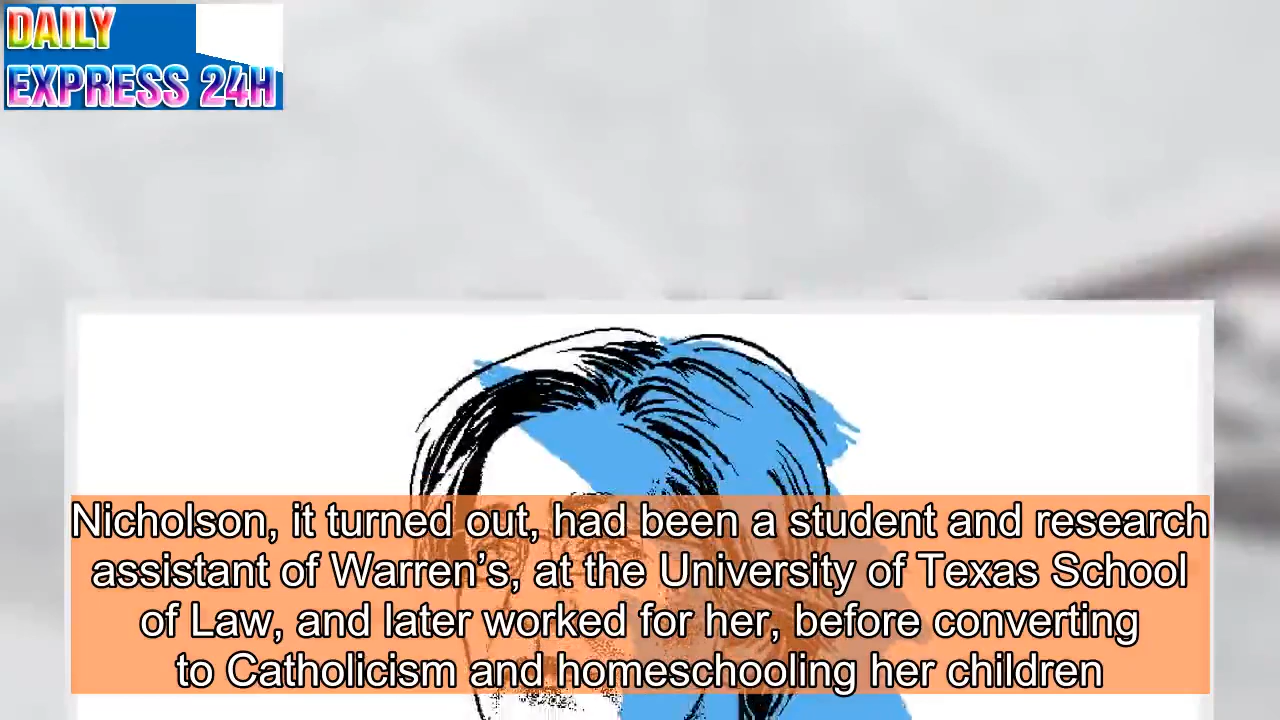 DAILY
EXPRESS 24H
Nicholson, it turned out, had been a student and research
assistant of Warren’s, at the University of Texas School
of Law, and later worked for her, before converting
to Catholicism and homeschooling her children